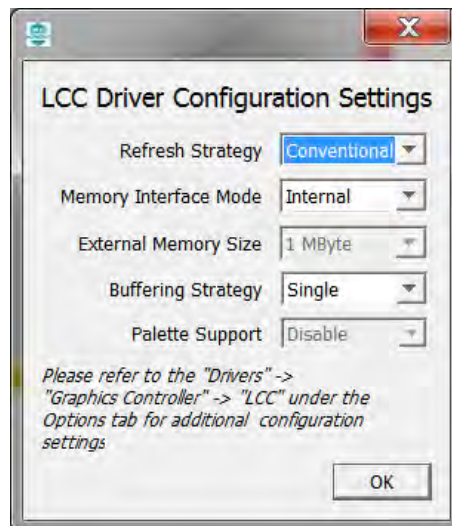 LCC Driver Configuration Settings
Refresh Strategy Conventional
Memory Interface Mode Internal
External Memory Size 1 MByte
Buffering Strategy Single
Palette Support Disable
Please refer to the "Drivers" ->
"Graphics Controller" -> "LCC" under the
Options tab for additional configuration
settings
OK